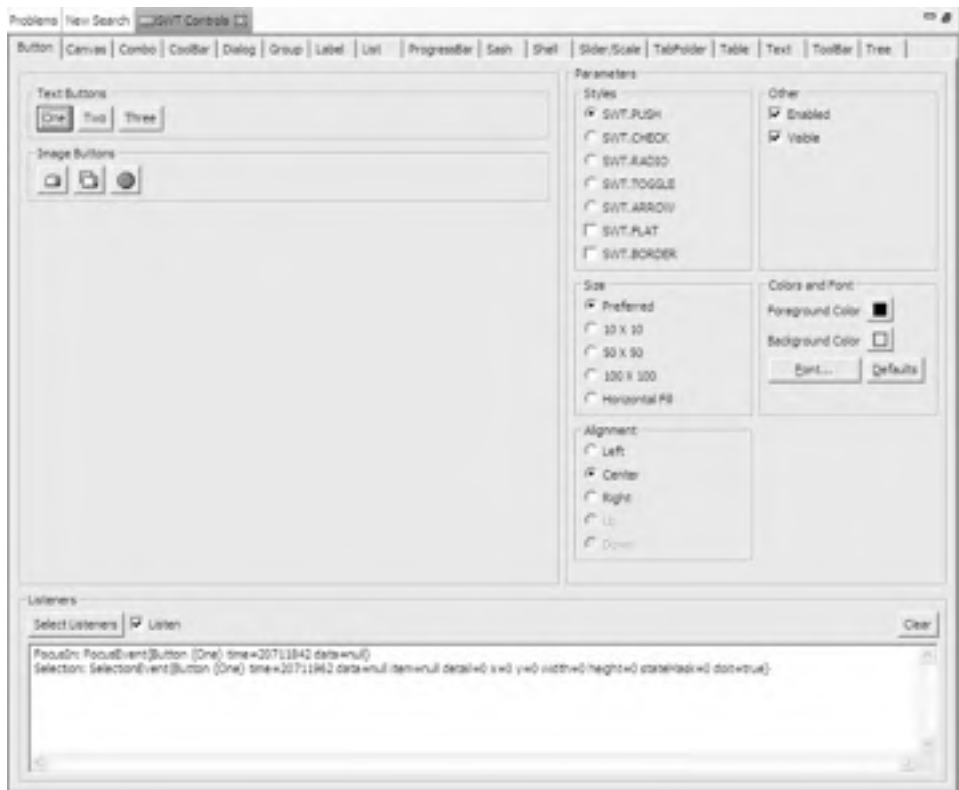 Problems New Search SWT Controls
Button Canvas Combo CoolBar Dialog Group Label List ProgressBar Sash Shell Slider/Scale TabFolder Table Text ToolBar Tree
Text Buttons
One Two Three
Image Buttons
Parameters
Styles
SWT.PUSH
SWT.CHECK
SWT.RADIO
SWT.TOGGLE
SWT.ARROW
SWT.FLAT
SWT.BORDER
Other
Enabled
Visible
Size
Preferred
10 X 10
50 X 50
100 X 100
Horizontal Fill
Colors and Font
Foreground Color
Background Color
Font... Defaults
Alignment
Left
Center
Right
Up
Down
Listeners
Select Listeners Listen Clear
FocusIn: FocusEvent{Button {One} time=20711842 data=null}
Selection: SelectionEvent{Button {One} time=20711962 data=null item=null detail=0 x=0 y=0 width=0 height=0 stateMask=0 doit=true}